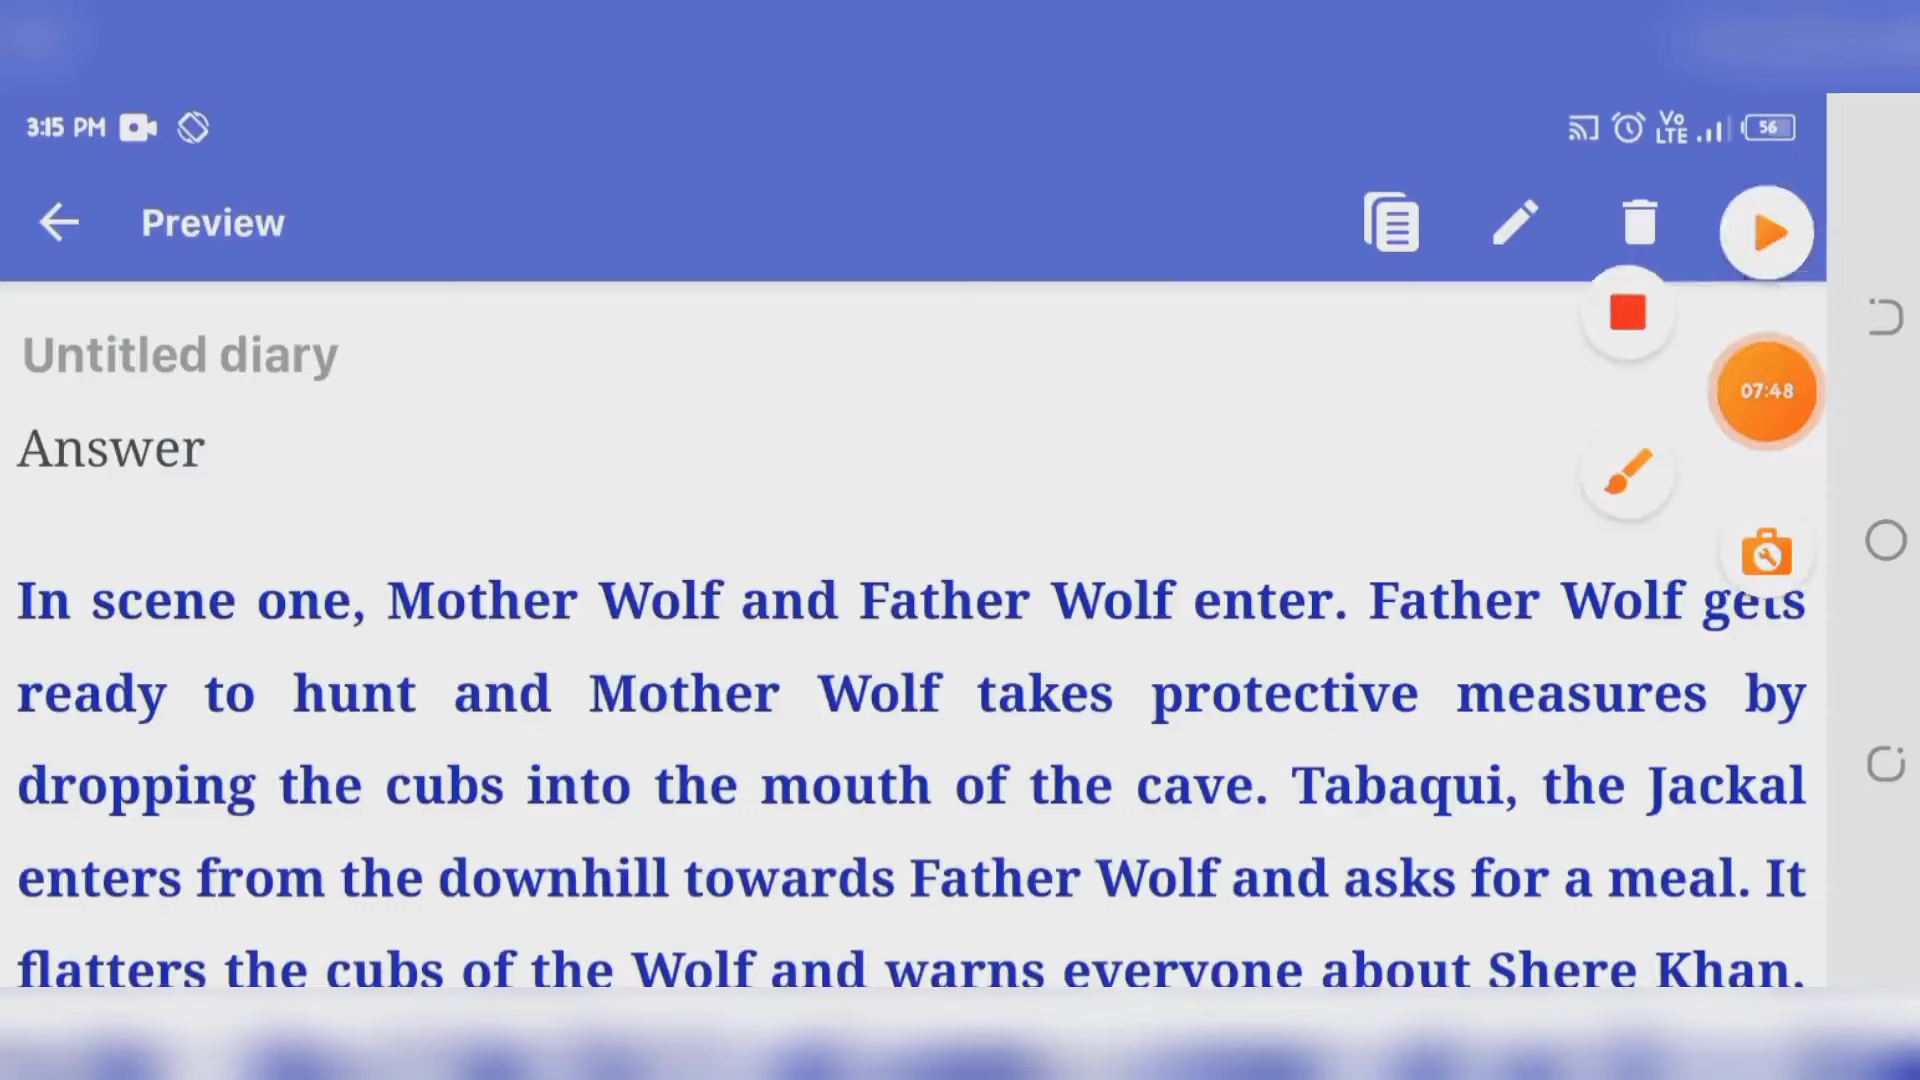 3:15 PM
Vo
LTE
56
Preview
Untitled diary
07:48
Answer
In scene one, Mother Wolf and Father Wolf enter. Father Wolf gets
ready to hunt and Mother Wolf takes protective measures by
dropping the cubs into the mouth of the cave. Tabaqui, the Jackal
enters from the downhill towards Father Wolf and asks for a meal. It
flatters the cubs of the Wolf and warns everyone about Shere Khan,